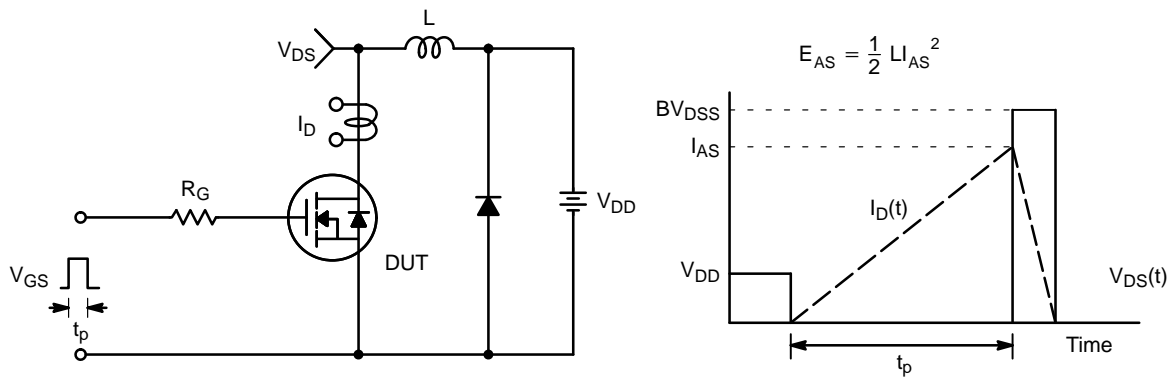 L
V_DS
I_D
R_G
V_DD
V_GS
t_p
DUT
E_AS = 1/2 LI_AS^2
BV_DSS
I_AS
I_D(t)
V_DD
V_DS(t)
Time
t_p